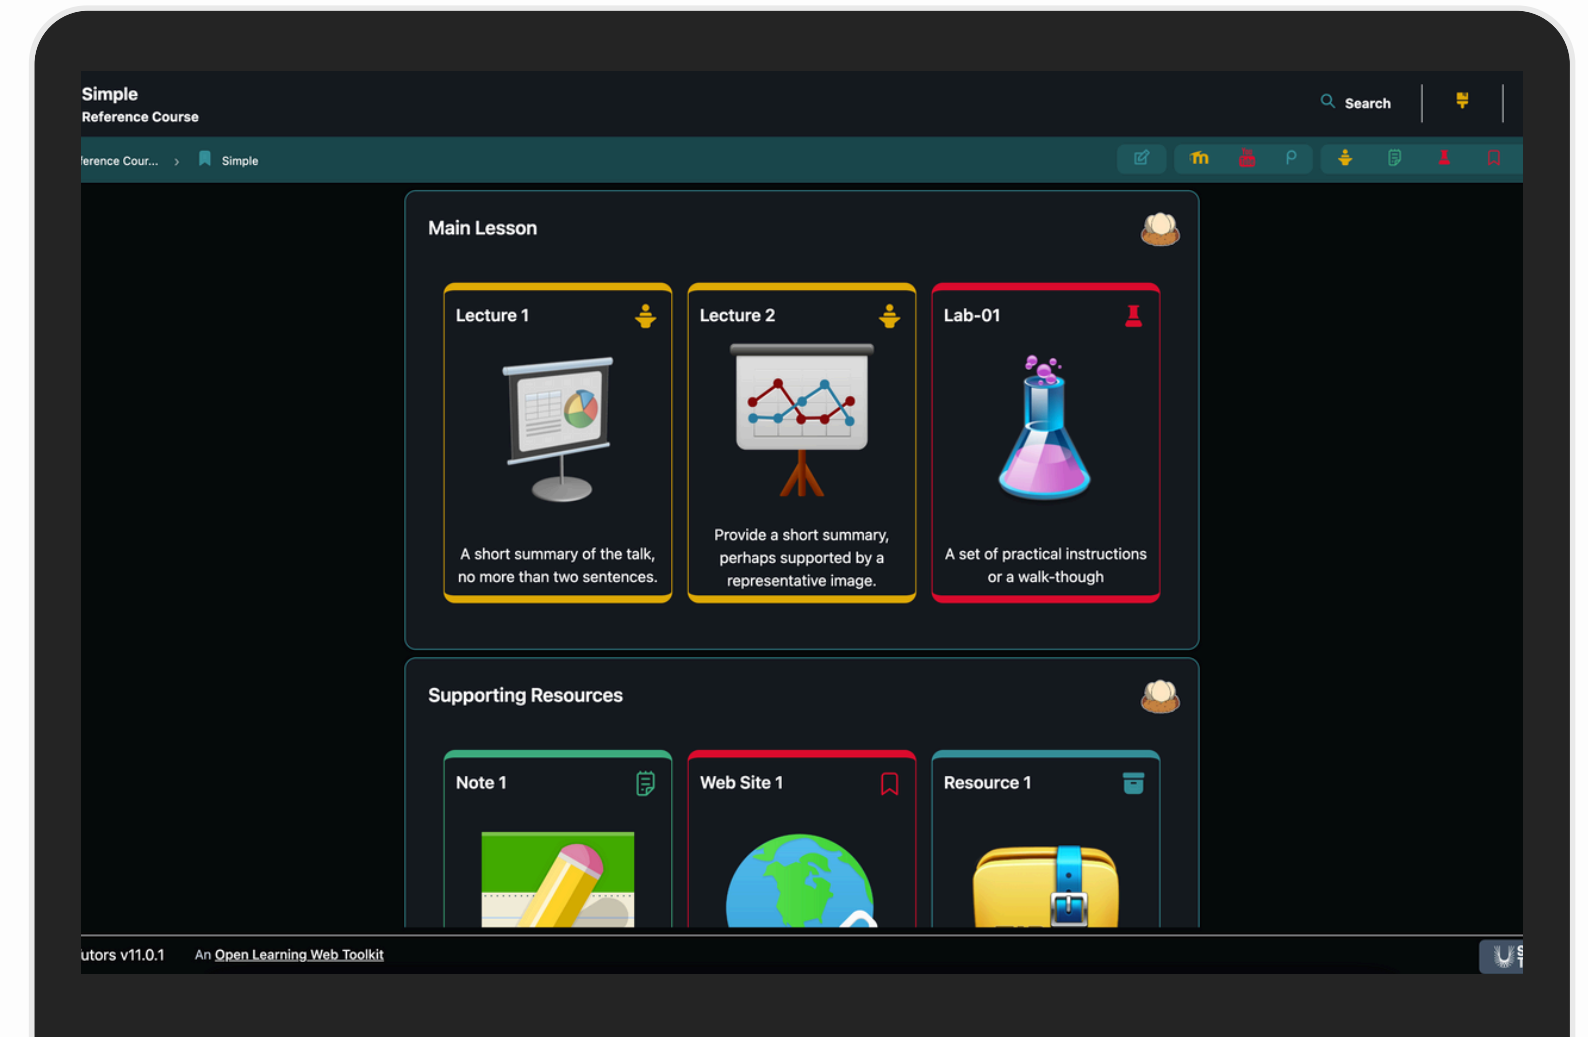 Simple
Reference Course
Search
ference Cour...
Simple
Main Lesson
Lecture 1
A short summary of the talk,
no more than two sentences.
Lecture 2
Provide a short summary,
perhaps supported by a
representative image.
Lab-01
A set of practical instructions
or a walk-though
Supporting Resources
Note 1
Web Site 1
Resource 1
utors v11.0.1
An Open Learning Web Toolkit